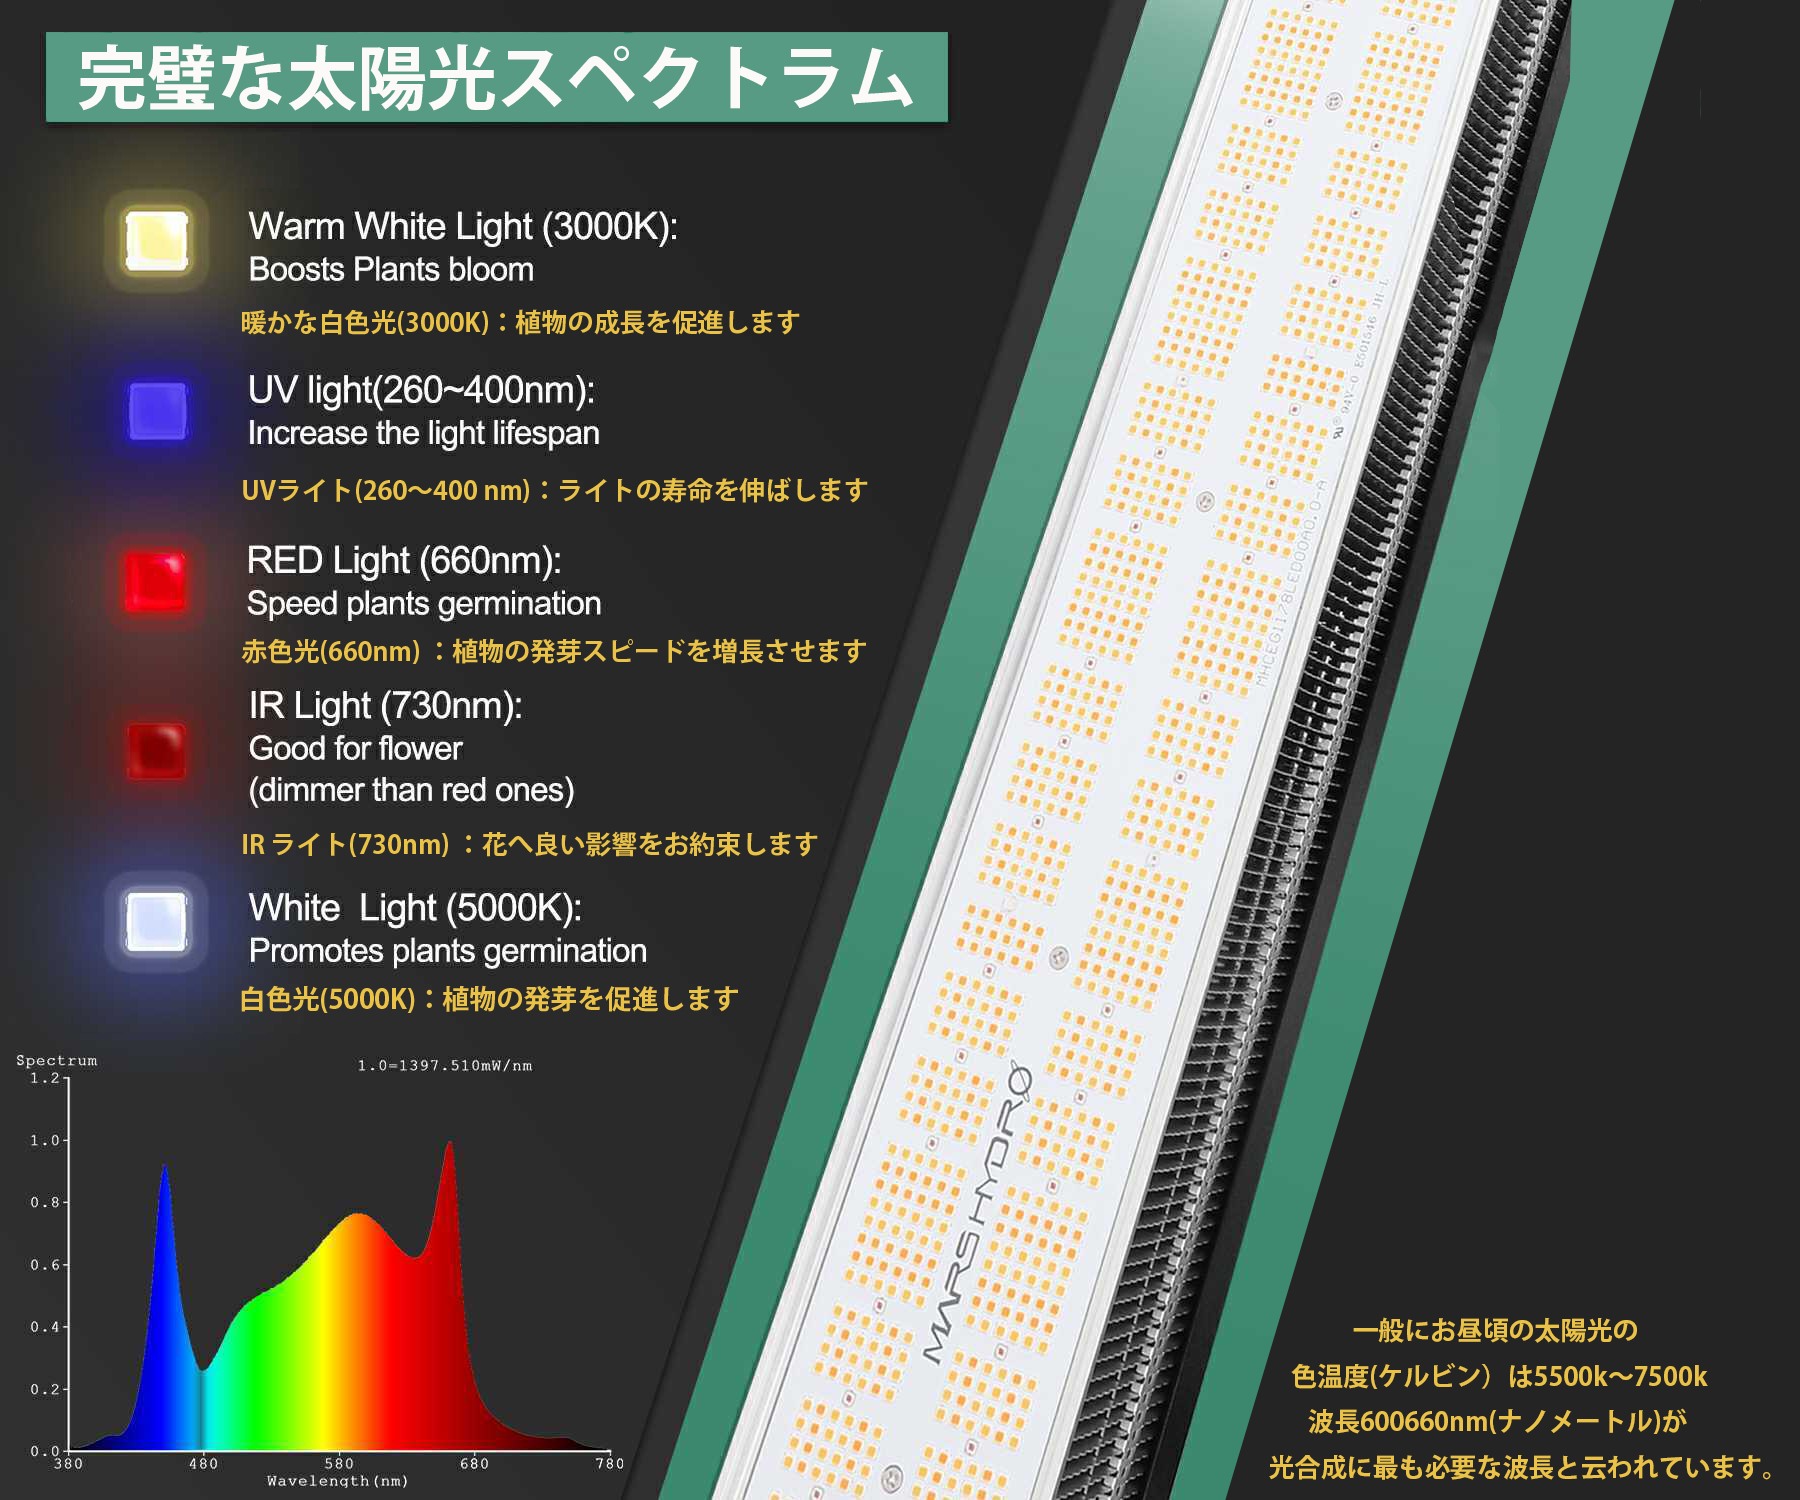 完璧な太陽光スペクトラム
Warm White Light (3000K):
Boosts Plants bloom
暖かな白色光(3000K)：植物の成長を促進します
UV light(260~400nm):
Increase the light lifespan
UVライト(260〜400 nm)：ライトの寿命を伸ばします
RED Light (660nm):
Speed plants germination
赤色光(660nm) ：植物の発芽スピードを増長させます
IR Light (730nm):
Good for flower
(dimmer than red ones)
IR ライト(730nm) ：花へ良い影響をお約束します
White Light (5000K):
Promotes plants germination
白色光(5000K)：植物の発芽を促進します
Spectrum
1.0=1397.510mW/nm
1.2
1.0
0.8
0.6
0.4
0.2
0.0
380 480 580 680 780
Wavelength(nm)
94V-0 E501546 JH-L
MHCEG1178LED00A0.0-A
MARS HYDRO
一般にお昼頃の太陽光の
色温度(ケルビン）は5500k〜7500k
波長600660nm(ナノメートル)が
光合成に最も必要な波長と云われています。